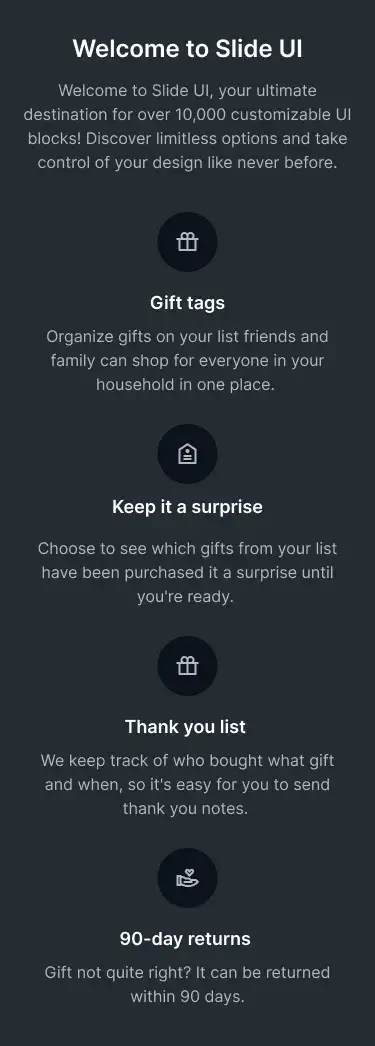 Welcome to Slide UI
Welcome to Slide UI, your ultimate
destination for over 10,000 customizable UI
blocks! Discover limitless options and take
control of your design like never before.
Gift tags
Organize gifts on your list friends and
family can shop for everyone in your
household in one place.
Keep it a surprise
Choose to see which gifts from your list
have been purchased it a surprise until
you're ready.
Thank you list
We keep track of who bought what gift
and when, so it's easy for you to send
thank you notes.
90-day returns
Gift not quite right? It can be returned
within 90 days.